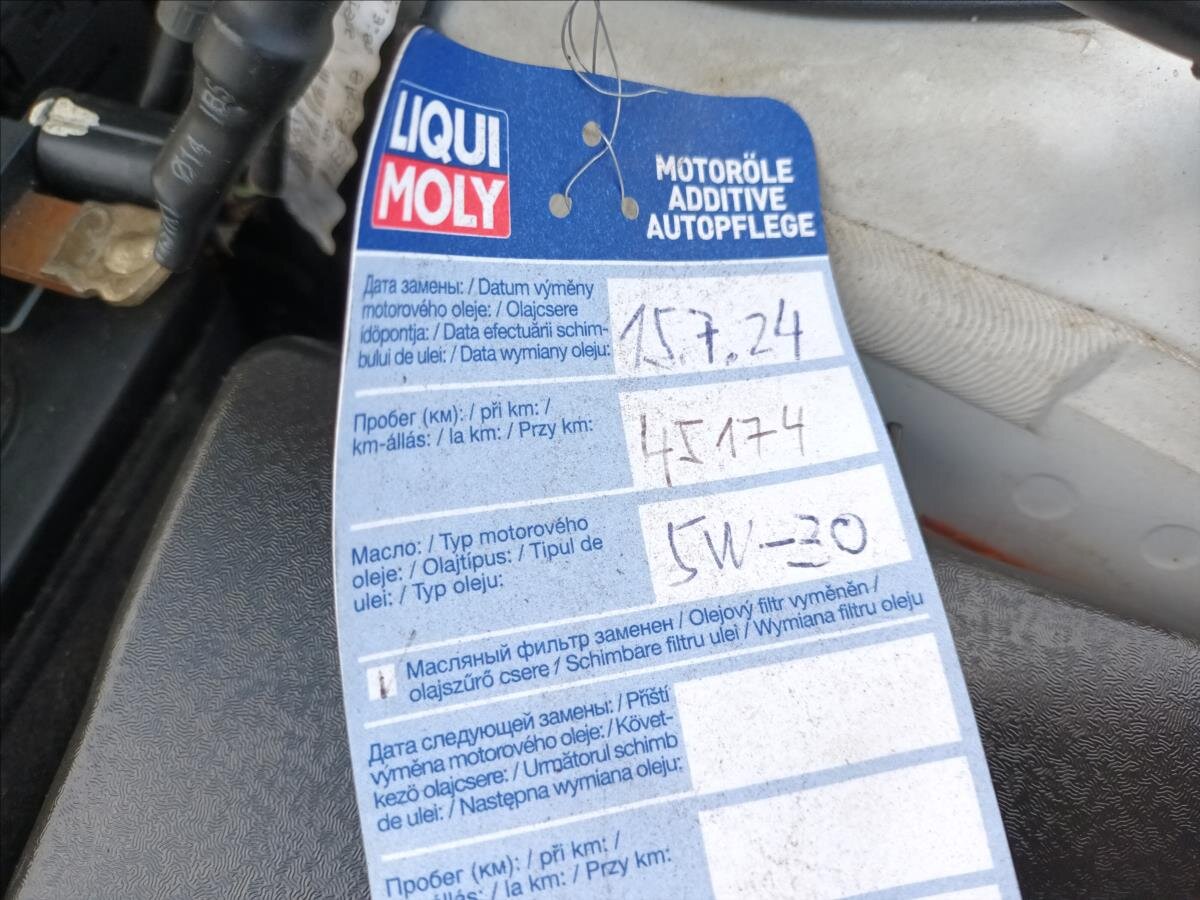 LIQUI
MOLY
MOTORÖLE
ADDITIVE
AUTOPFLEGE
Дата замены: / Datum výměny
motorového oleje: / Olajcsere
idöpontja: / Data efectuării schim-
bului de ulei: / Data wymiany oleju:
15.7.24
Пробег (км): / při km: /
km-állás: / la km: / Przy km:
45174
Масло: / Typ motorového
oleje: / Olajtípus: / Tipul de
ulei: / Typ oleju:
5W-30
Масляный фильтр заменен / Olejový filtr vyměněn /
olajszűrő csere / Schimbare filtru ulei / Wymiana filtru oleju
Дата следующей замены: / Příští
výměna motorového oleje: / Követ-
kezö olajcsere: / Următorul schimb
de ulei: / Następna wymiana oleju:
Пробег (км): / při km: /
-állás: / la km: / Przy km:
Ø14